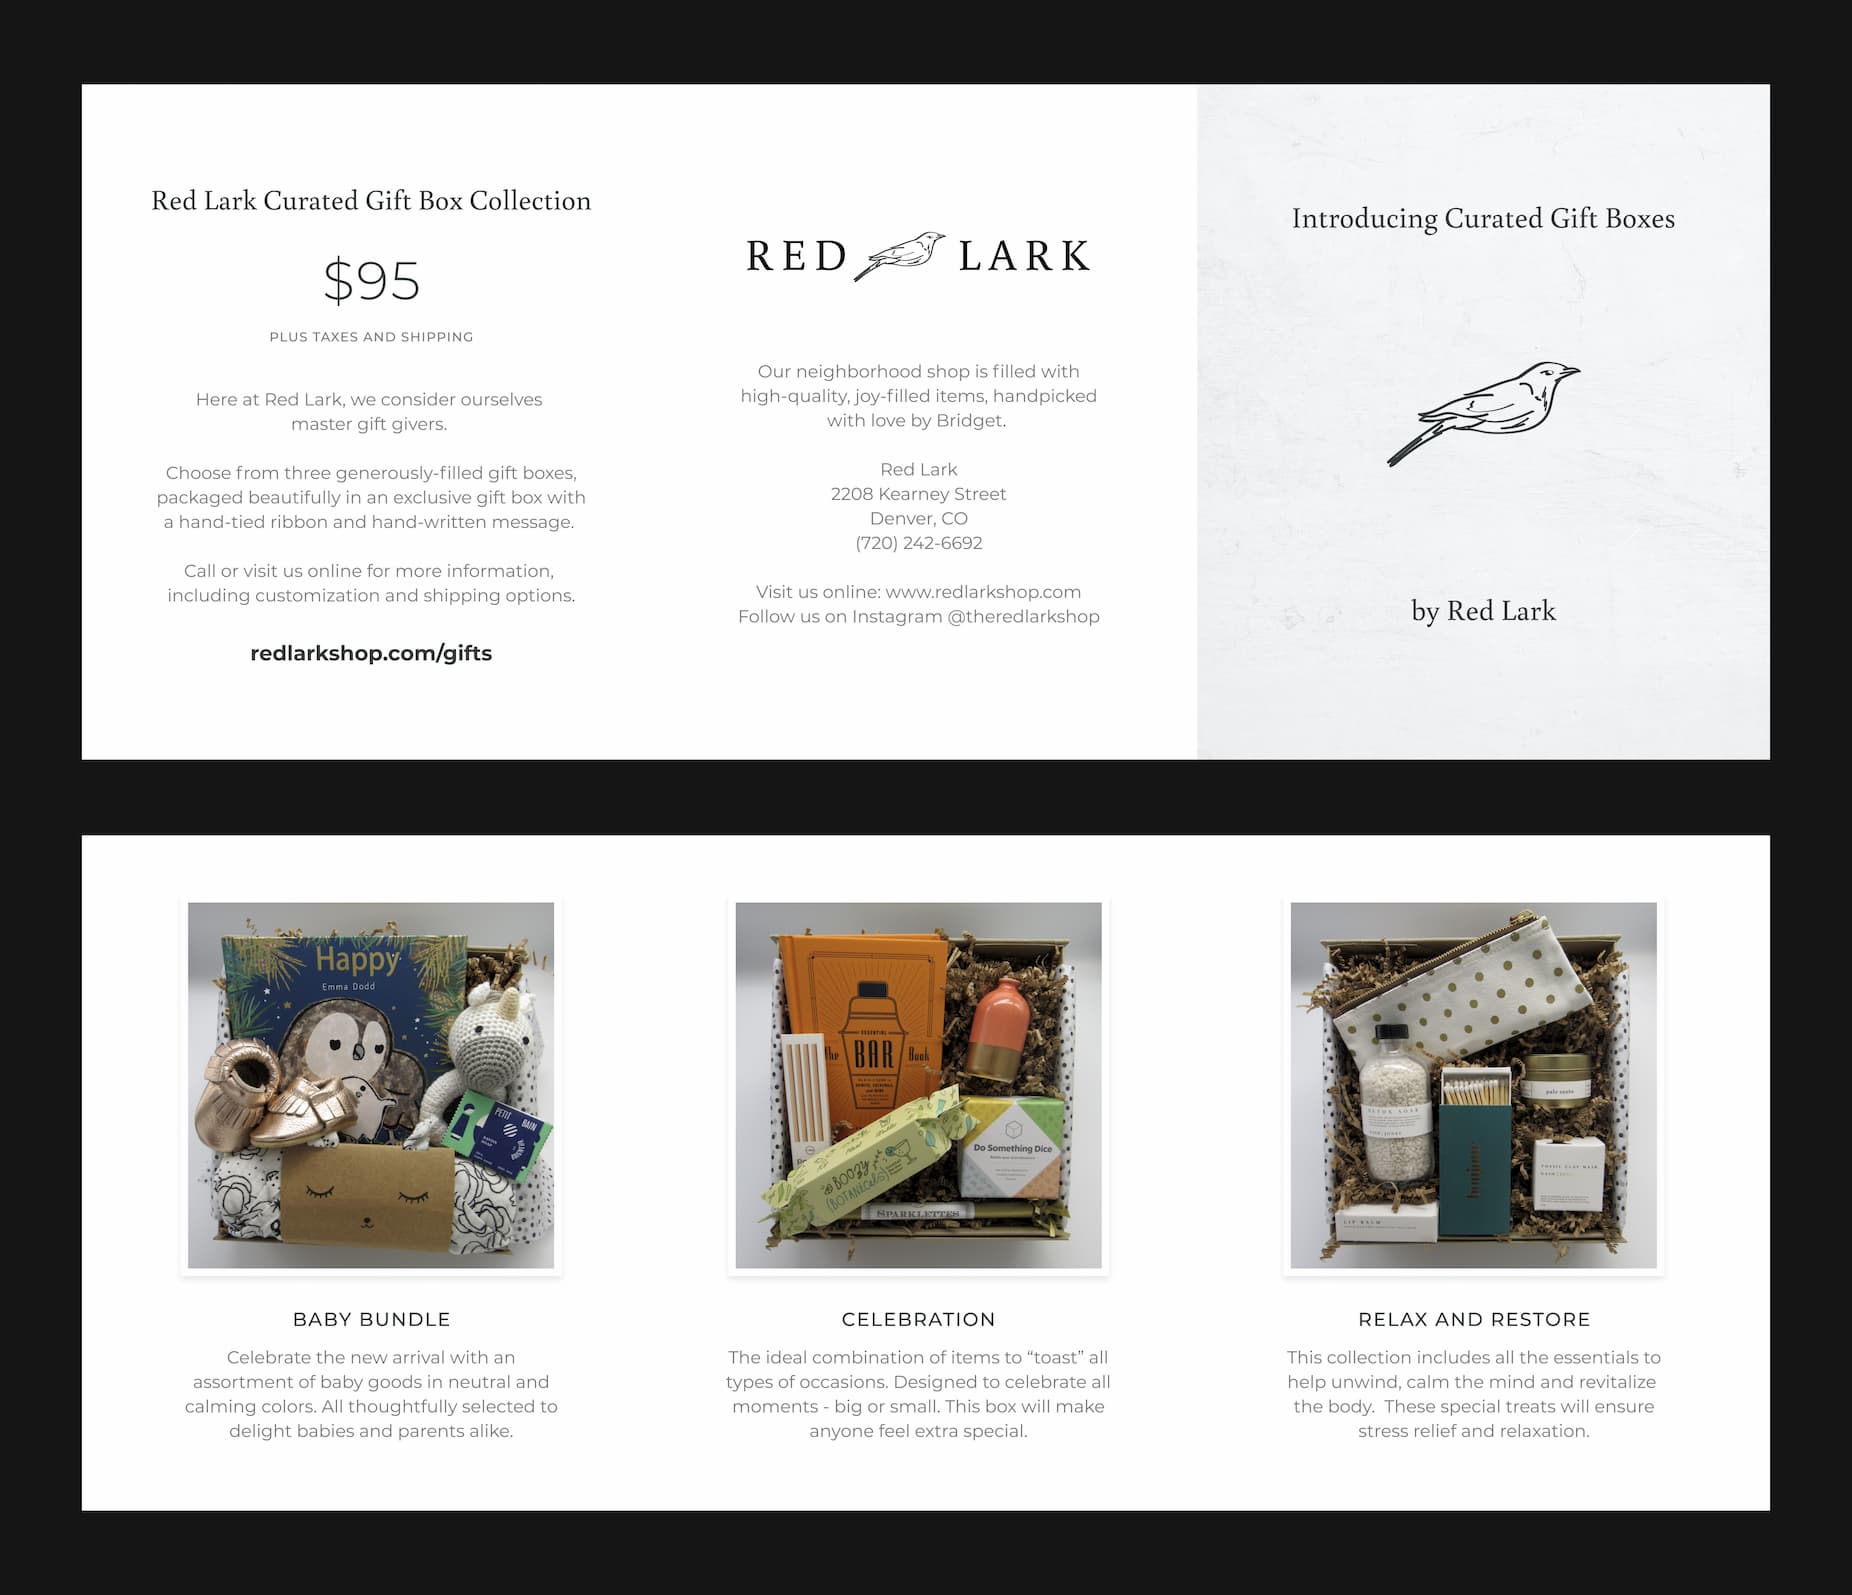 Red Lark Curated Gift Box Collection
$95
PLUS TAXES AND SHIPPING
Here at Red Lark, we consider ourselves
master gift givers.
Choose from three generously-filled gift boxes,
packaged beautifully in an exclusive gift box with
a hand-tied ribbon and hand-written message.
Call or visit us online for more information,
including customization and shipping options.
redlarkshop.com/gifts
RED LARK
Our neighborhood shop is filled with
high-quality, joy-filled items, handpicked
with love by Bridget.
Red Lark
2208 Kearney Street
Denver, CO
(720) 242-6692
Visit us online: www.redlarkshop.com
Follow us on Instagram @theredlarkshop
Introducing Curated Gift Boxes
by Red Lark
Happy
Emma Dodd
PETIT
BAIN
BABY BUNDLE
Celebrate the new arrival with an
assortment of baby goods in neutral and
calming colors. All thoughtfully selected to
delight babies and parents alike.
ESSENTIAL
The BAR Book
Do Something Dice
BOOZY
BOTANICALS
SPARKLETTES
CELEBRATION
The ideal combination of items to “toast” all
types of occasions. Designed to celebrate all
moments - big or small. This box will make
anyone feel extra special.
palo santo
DETOX SOAK
FOSSIL CLAY MASK
LIP BALM
RELAX AND RESTORE
This collection includes all the essentials to
help unwind, calm the mind and revitalize
the body.  These special treats will ensure
stress relief and relaxation.